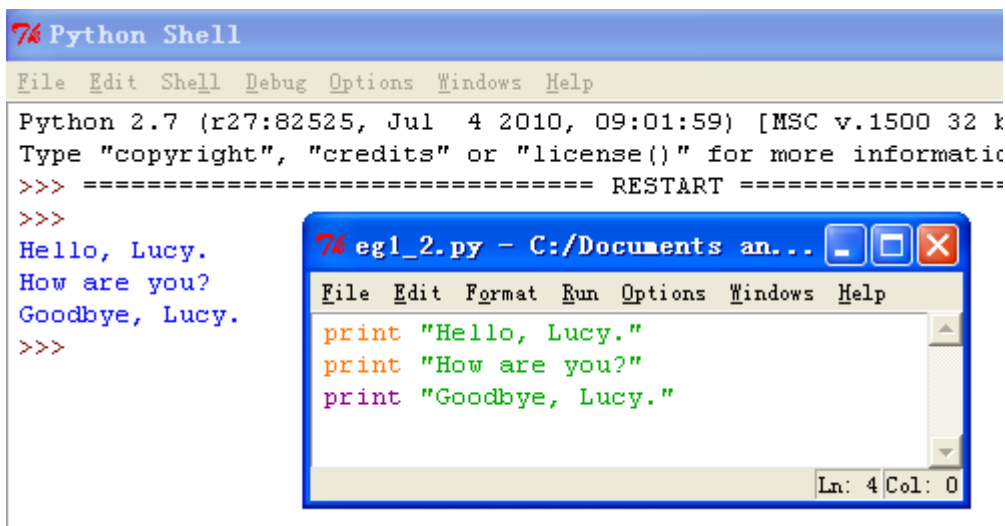 Python Shell
File Edit Shell Debug Options Windows Help
Python 2.7 (r27:82525, Jul  4 2010, 09:01:59) [MSC v.1500 32
Type "copyright", "credits" or "license()" for more
>>> ================================ RESTART =================
>>>
Hello, Lucy.
How are you?
Goodbye, Lucy.
>>>
eg1_2.py - C:/Documents an...
File Edit Format Run Options Windows Help
print "Hello, Lucy."
print "How are you?"
print "Goodbye, Lucy."
Ln: 4 Col: 0